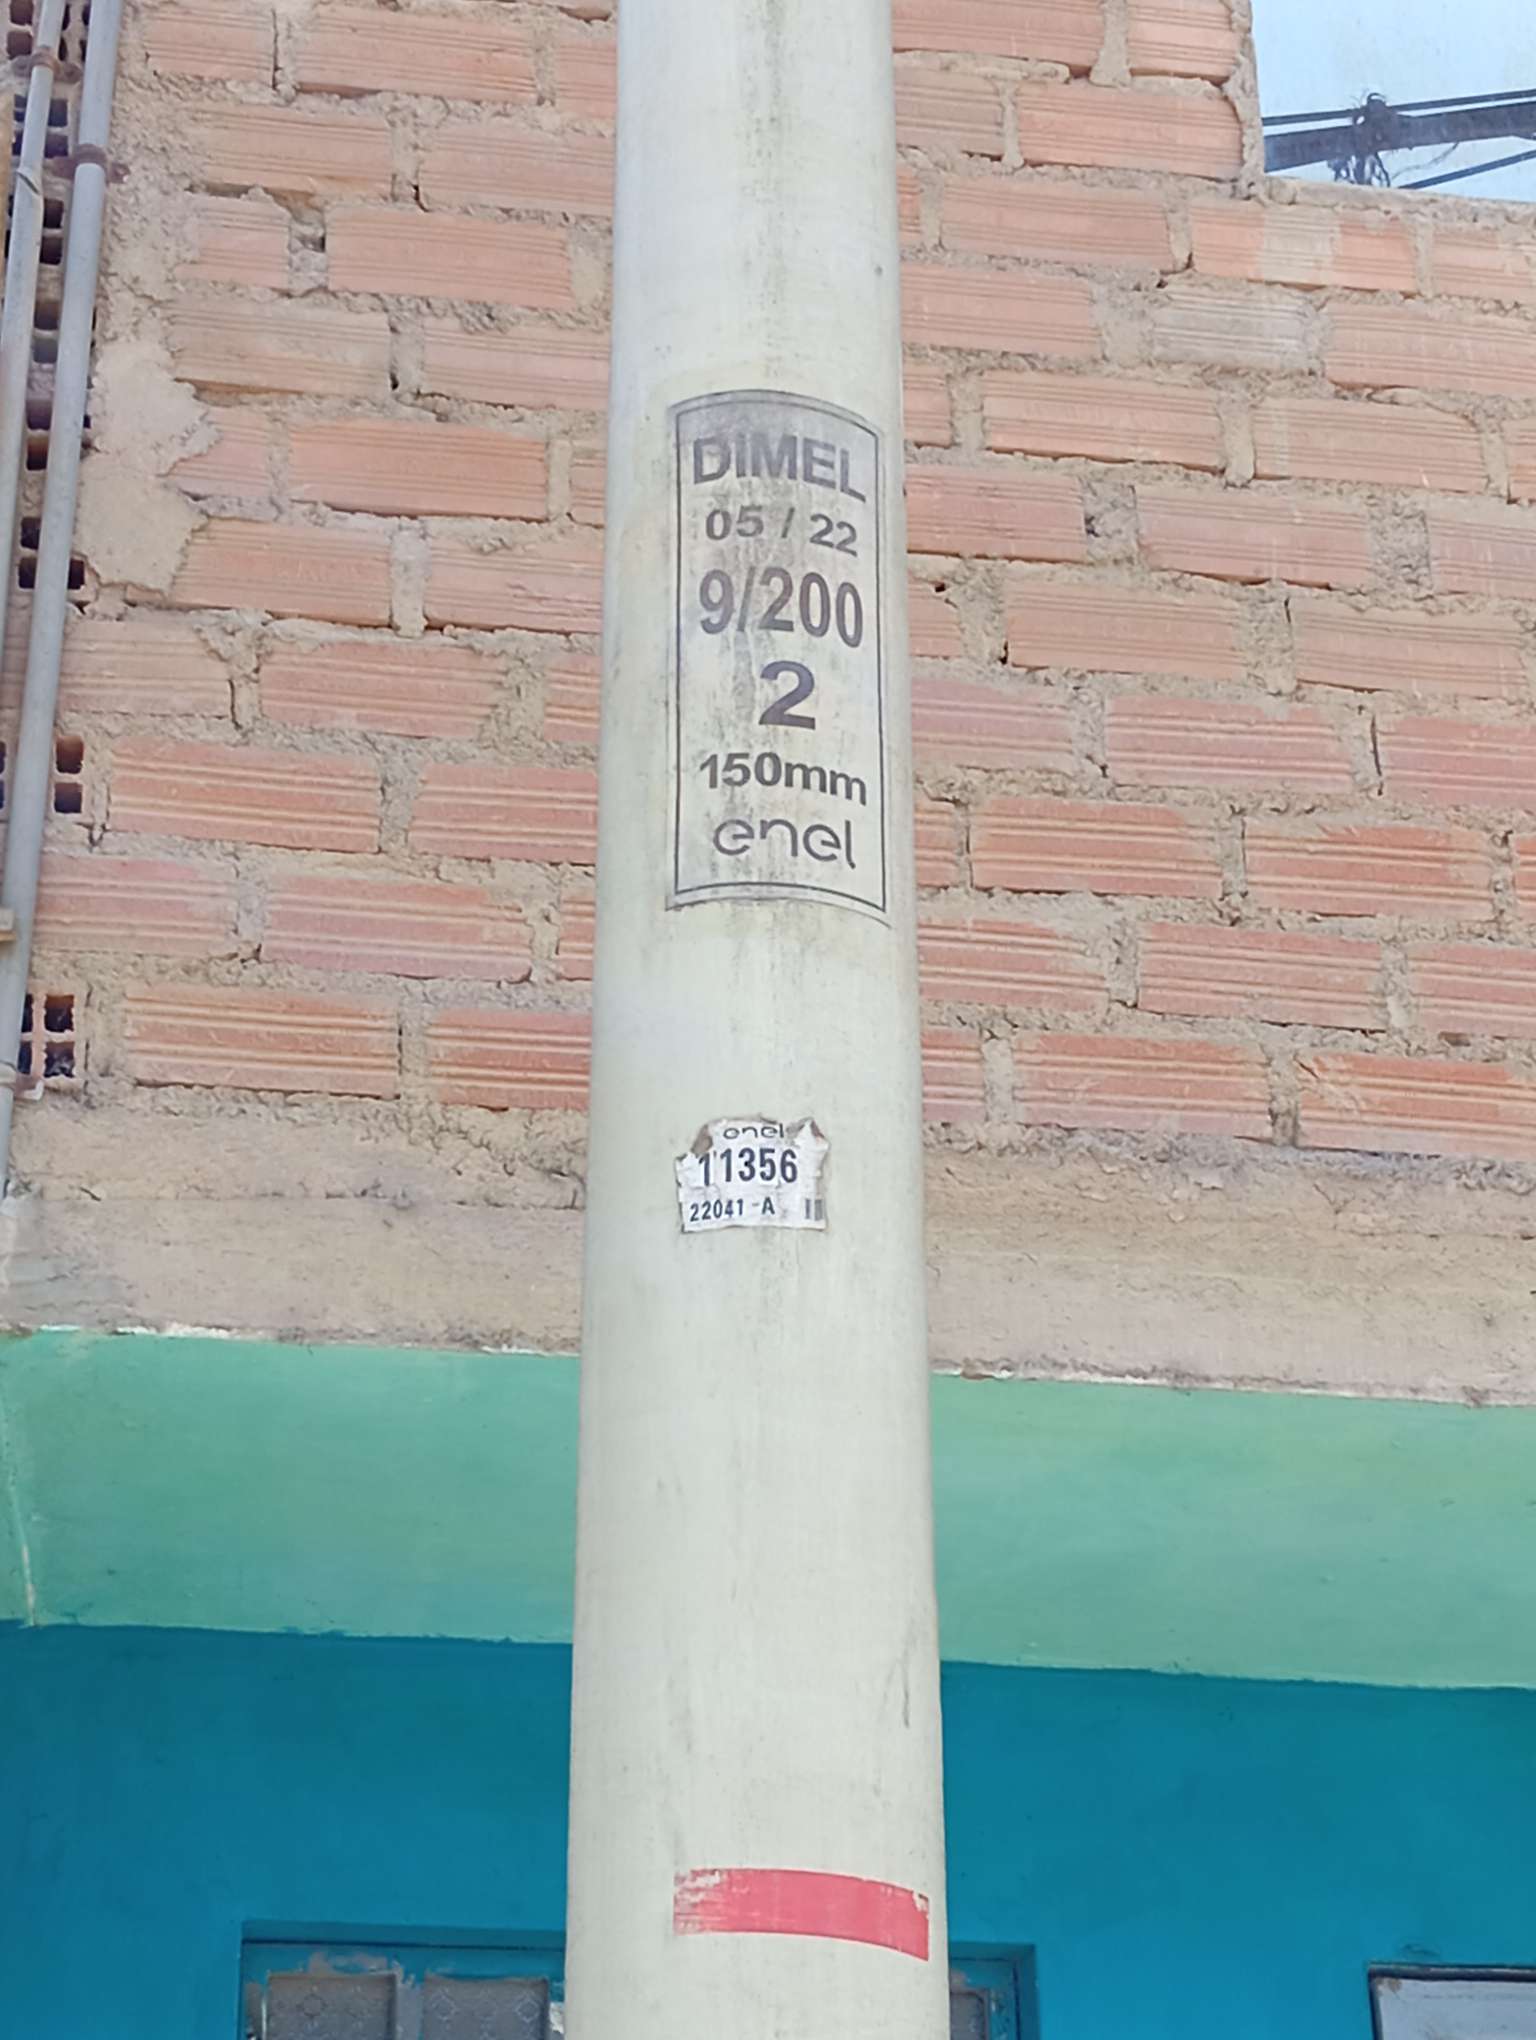 DIMEL
05 / 22
9/200
2
150mm
enel
enel
11356
22041-A